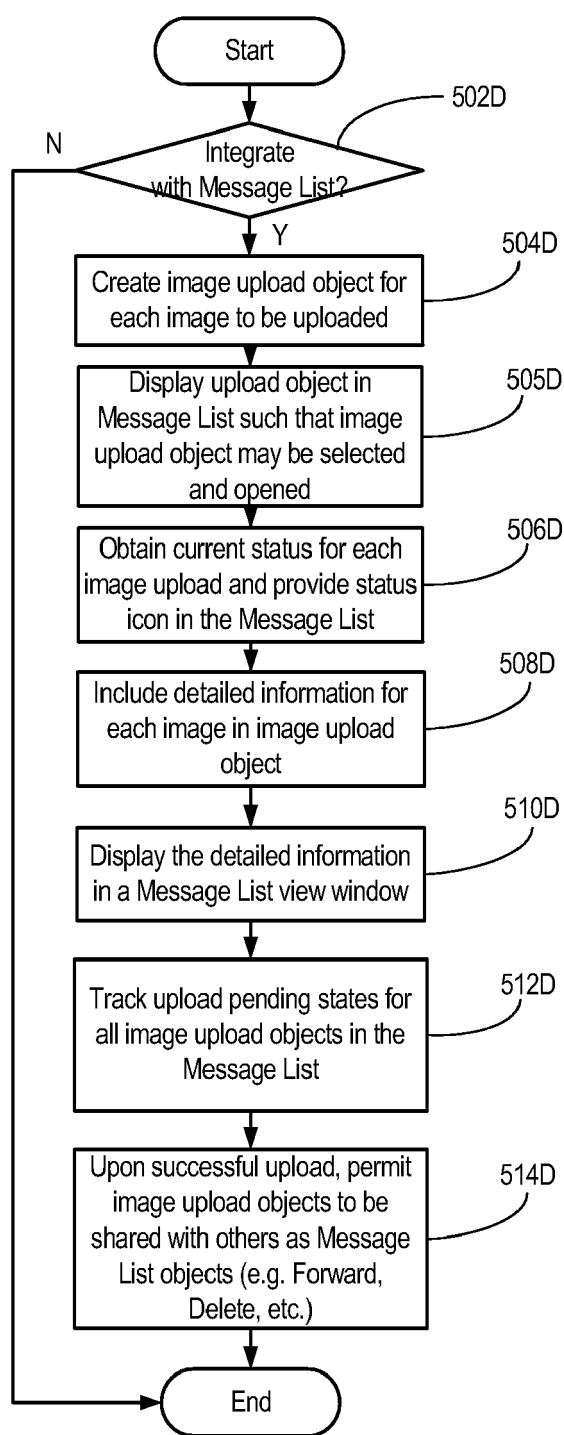 Start
502D
N
Integrate
with Message List?
Y
504D
Create image upload object for
each image to be uploaded
505D
Display upload object in
Message List such that image
upload object may be selected
and opened
506D
Obtain current status for each
image upload and provide status
icon in the Message List
508D
Include detailed information for
each image in image upload
object
510D
Display the detailed information
in a Message List view window
512D
Track upload pending states for
all image upload objects in the
Message List
514D
Upon successful upload, permit
image upload objects to be
shared with others as Message
List objects (e.g. Forward,
Delete, etc.)
End